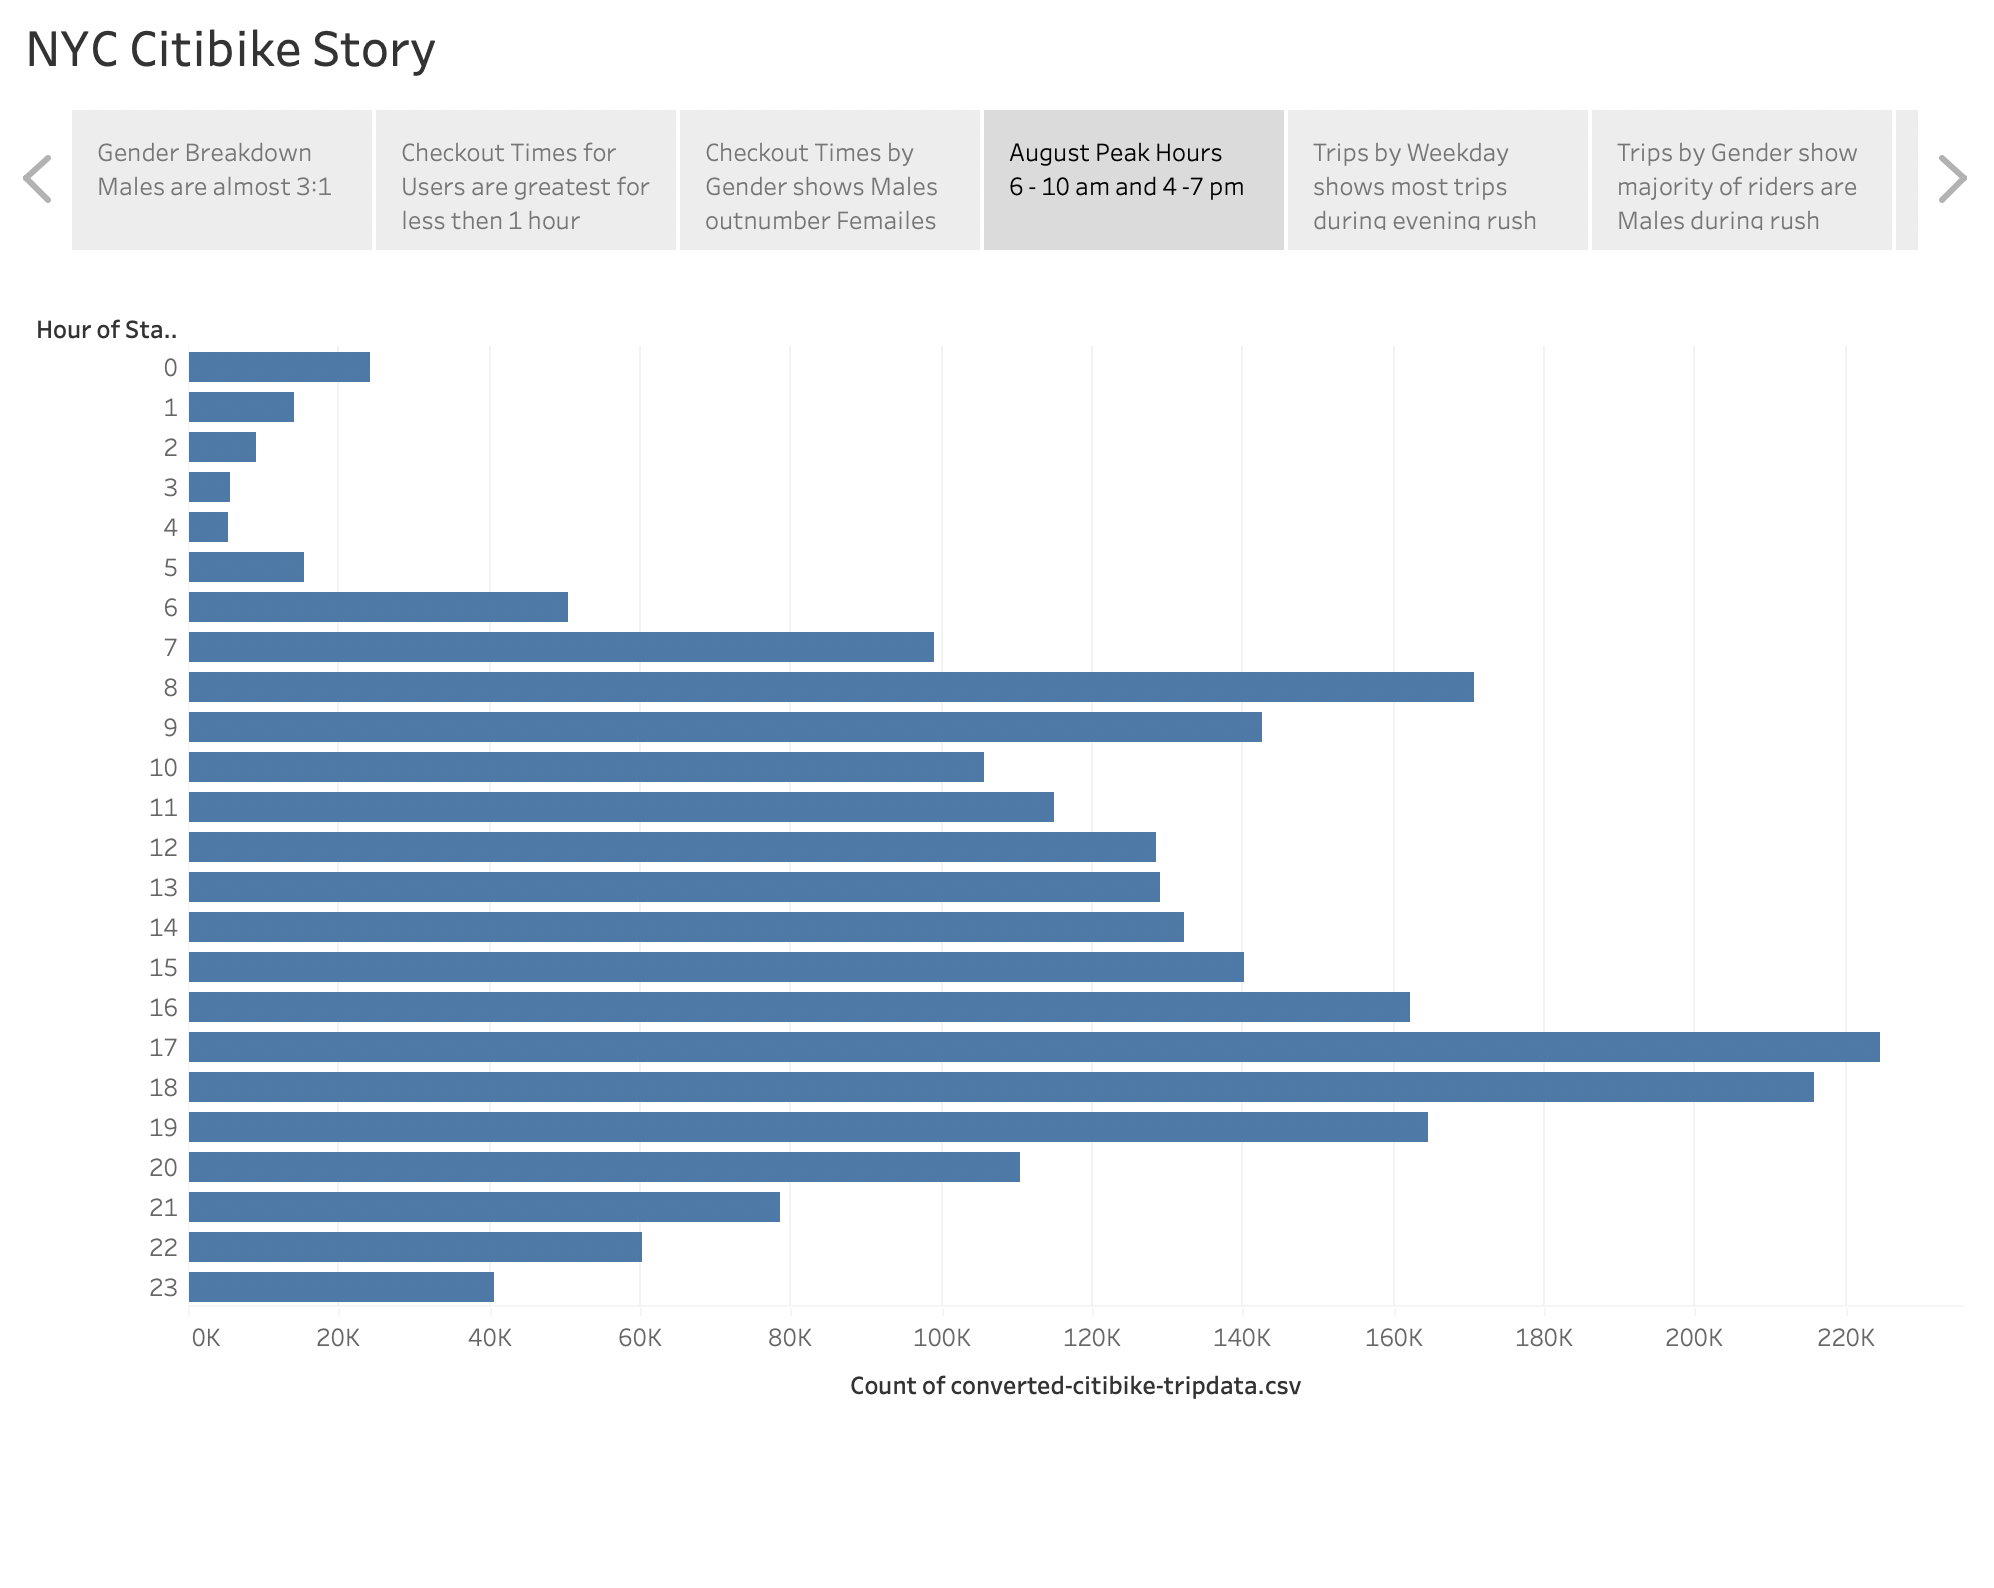 NYC Citibike Story
Gender Breakdown
Males are almost 3:1
Checkout Times for
Users are greatest for
less then 1 hour
Checkout Times by
Gender shows Males
outnumber Femailes
August Peak Hours
6 - 10 am and 4 -7 pm
Trips by Weekday
shows most trips
during evening rush
Trips by Gender show
majority of riders are
Males during rush
Hour of Sta..
0
1
2
3
4
5
6
7
8
9
10
11
12
13
14
15
16
17
18
19
20
21
22
23
0K 20K 40K 60K 80K 100K 120K 140K 160K 180K 200K 220K
Count of converted-citibike-tripdata.csv